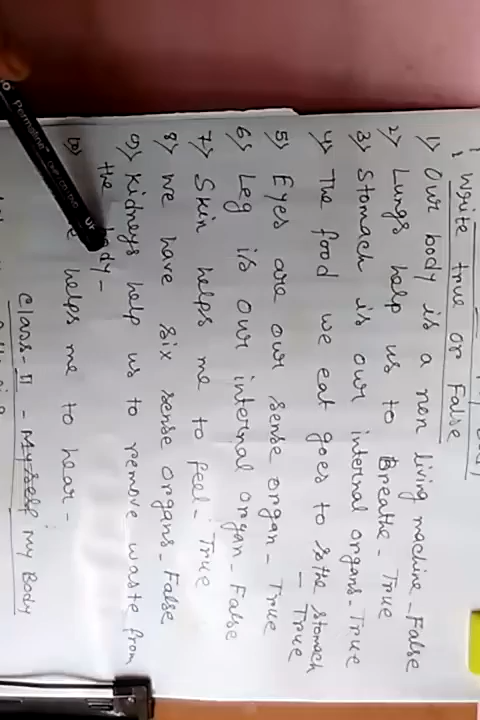 Write true or False
1) Our body is a non living machine - False
2) Lungs help us to Breathe - True
3) Stomach is our internal organs - True
4) The food we eat goes to the stomach
- True
5) Eyes are our sense organ - True
6) Leg is our internal organ - False
7) Skin helps me to feel - True
8) We have six sense organs - False
9) Kidneys help us to remove waste from
the body -
10) helps me to hear -
Class - II - My Body